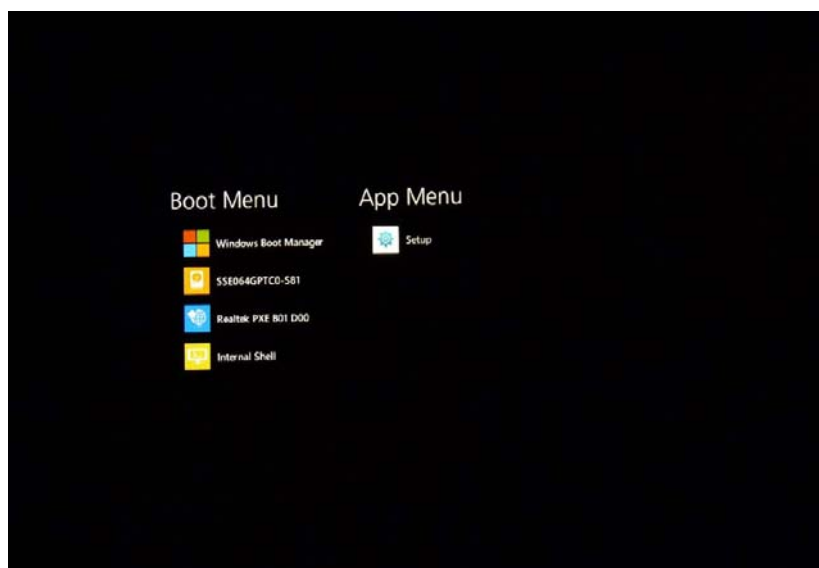 Boot Menu
Windows Boot Manager
SSE064GPTC0-S81
Realtek PXE B01 D00
Internal Shell
App Menu
Setup